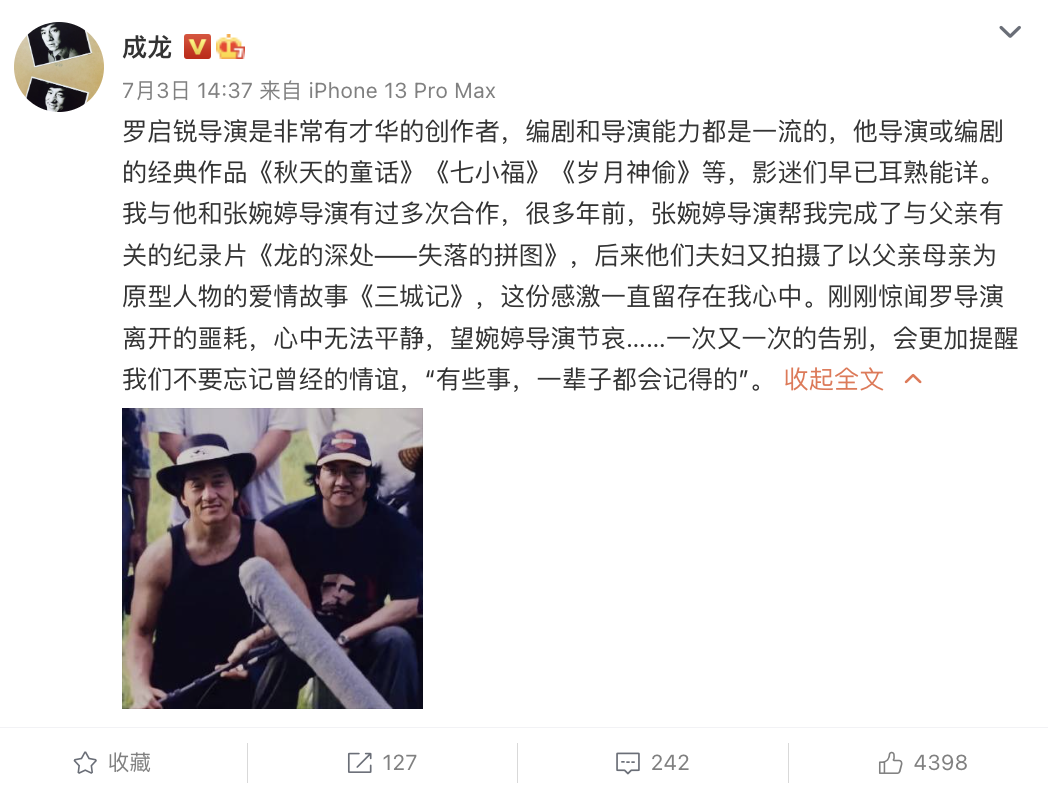 成龙
7月3日 14:37 来自 iPhone 13 Pro Max
罗启锐导演是非常有才华的创作者，编剧和导演能力都是一流的，他导演或编剧
的经典作品《秋天的童话》《七小福》《岁月神偷》等，影迷们早已耳熟能详。
我与他和张婉婷导演有过多次合作，很多年前，张婉婷导演帮我完成了与父亲有
关的纪录片《龙的深处——失落的拼图》，后来他们夫妇又拍摄了以父亲母亲为
原型人物的爱情故事《三城记》，这份感激一直留存在我心中。刚刚惊闻罗导演
离开的噩耗，心中无法平静，望婉婷导演节哀......一次又一次的告别，会更加提醒
我们不要忘记曾经的情谊，“有些事，一辈子都会记得的”。 收起全文
收藏
127
242
4398